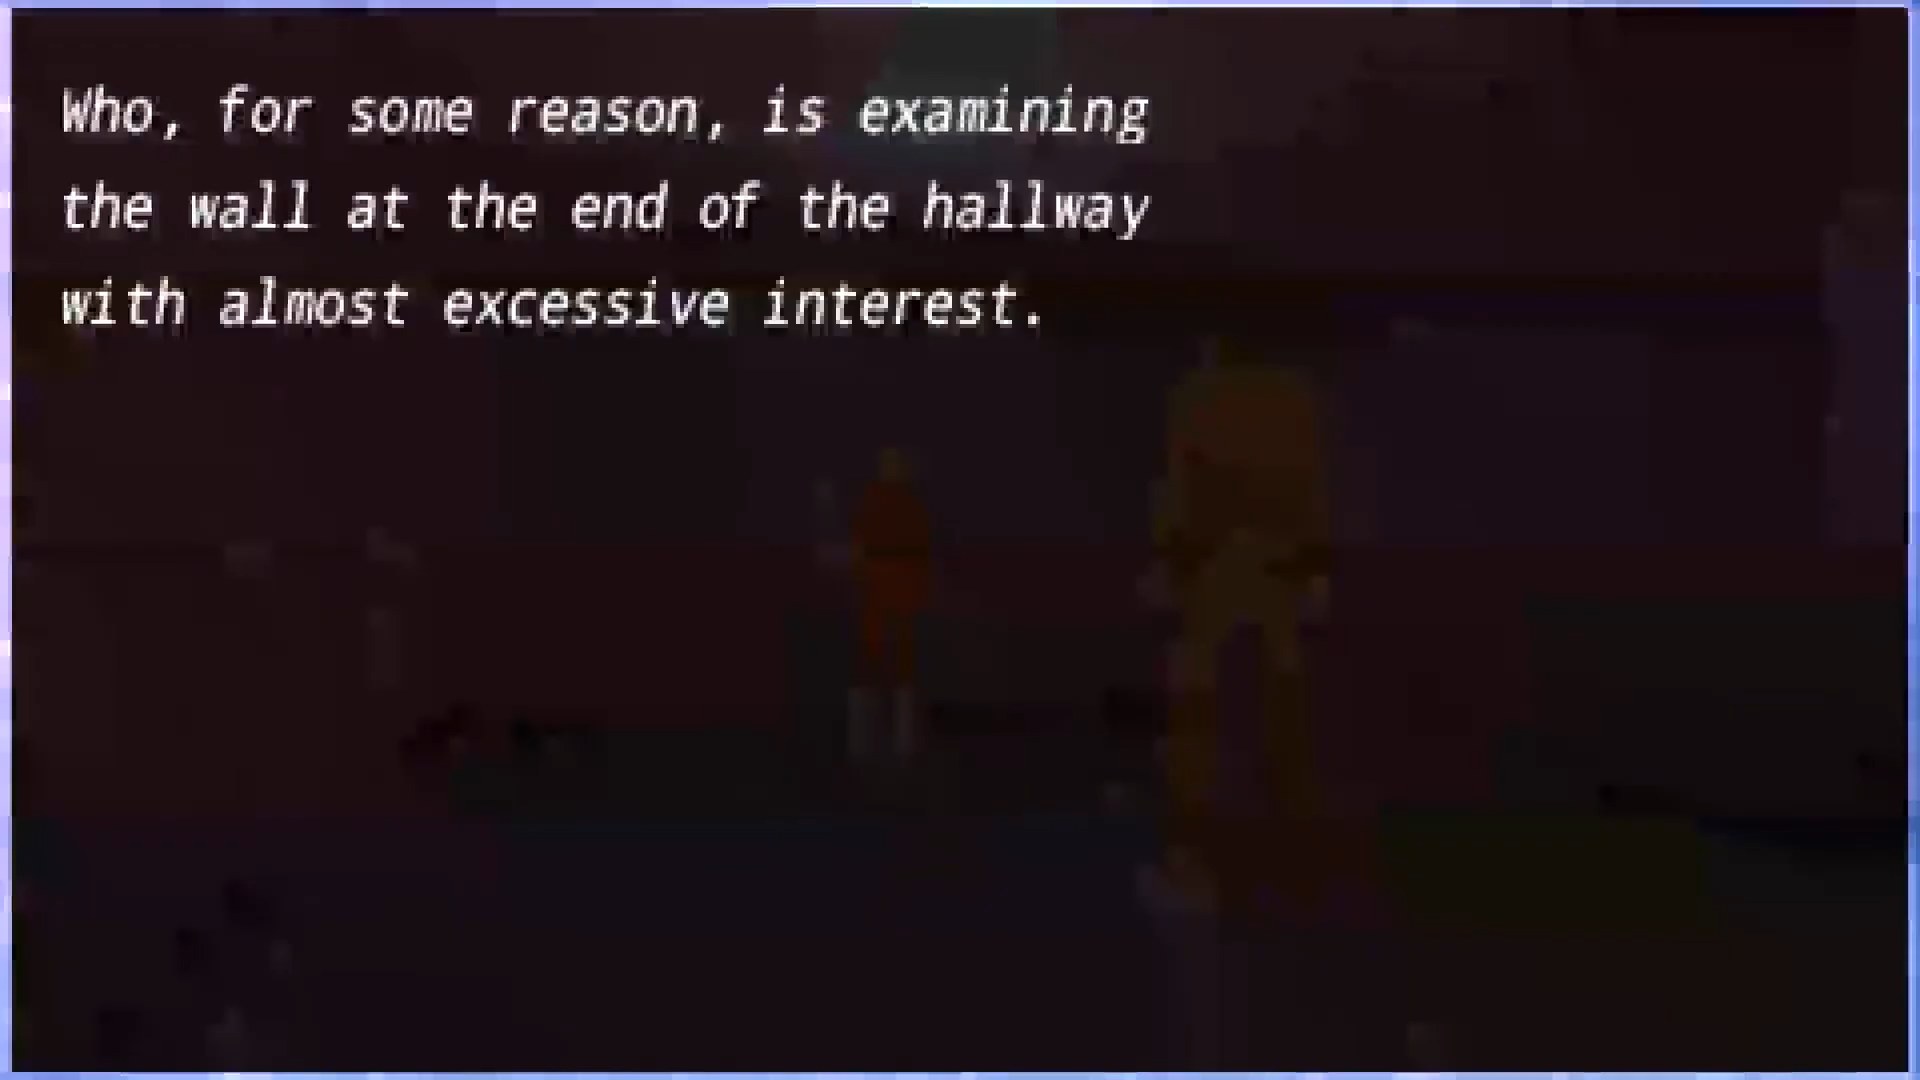 Who, for some reason, is examining
the wall at the end of the hallway
with almost excessive interest.